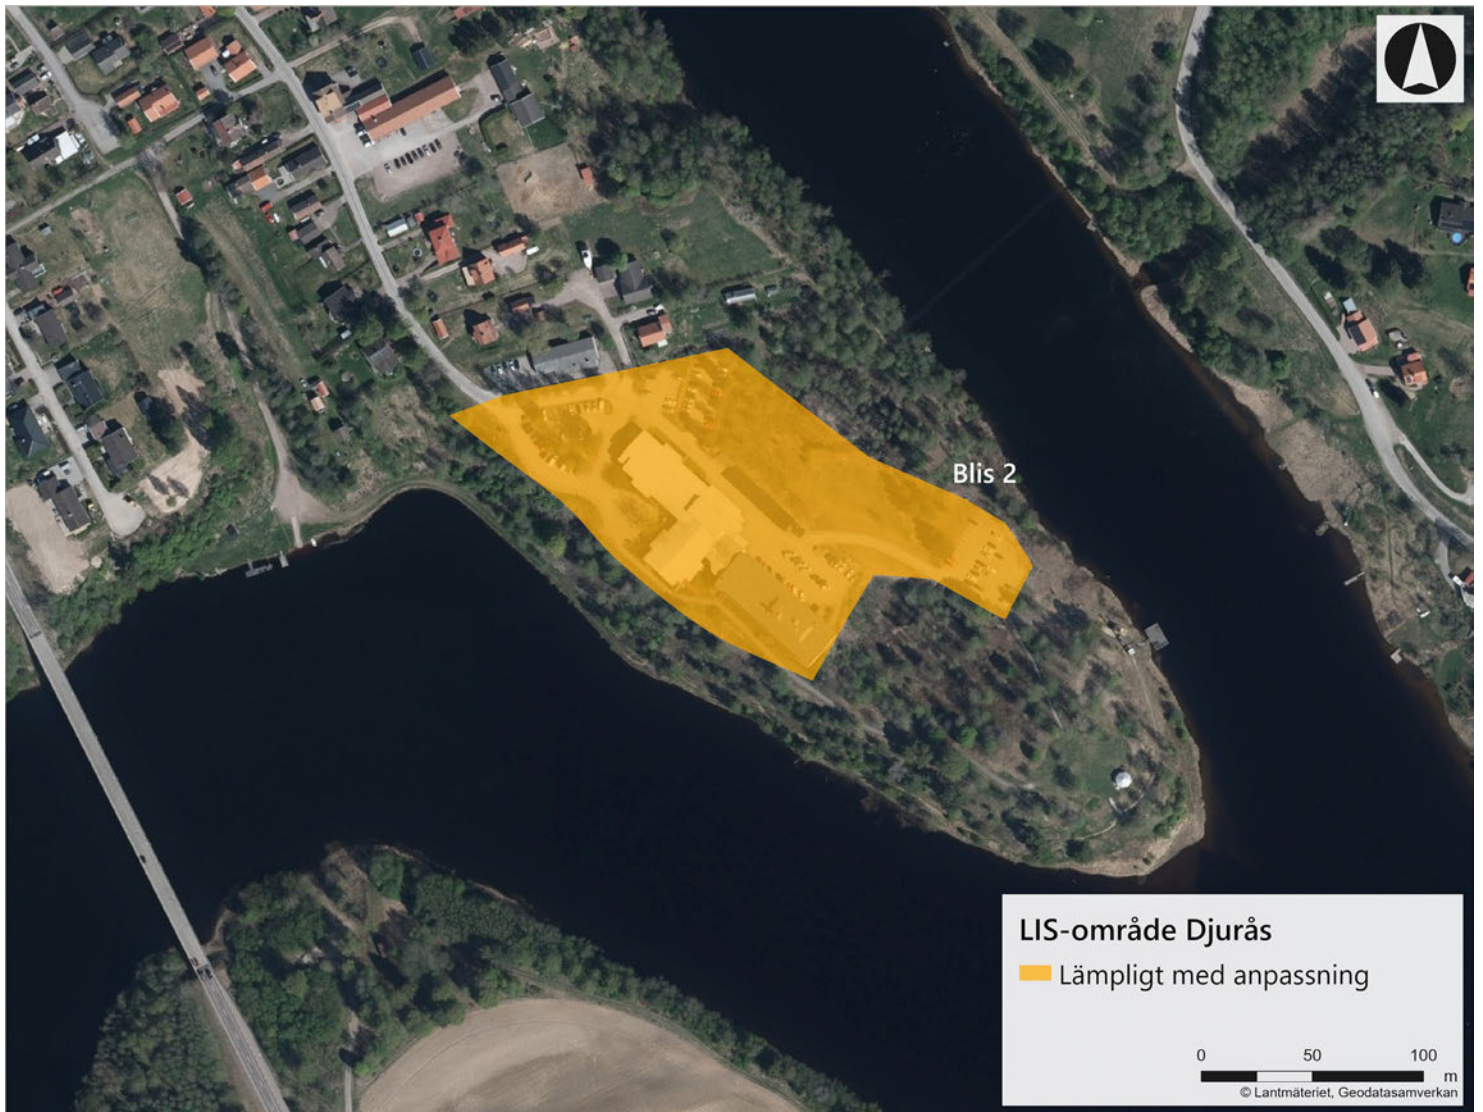 Blis 2
LIS-område Djurås
Lämpligt med anpassning
0 50 100
m
© Lantmäteriet, Geodatasamverkan